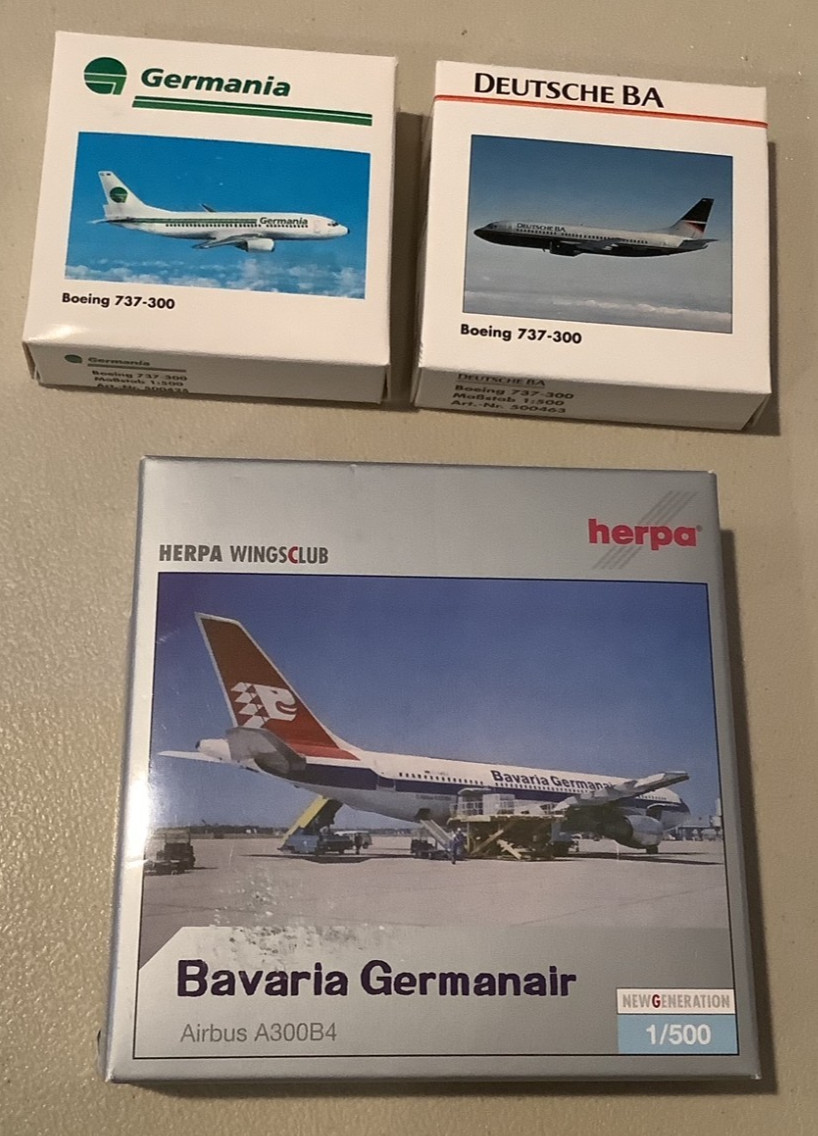 Germania
Germania
Boeing 737-300
Germania
Boeing 737-300
Maßstab 1:500
DEUTSCHE BA
DEUTSCHE BA
Boeing 737-300
DEUTSCHE BA
Boeing 737-300
Maßstab 1:500
Art.-Nr. 500463
herpa®
HERPA WINGSCLUB
Bavaria Germanair
Bavaria Germanair
Airbus A300B4
NEWGENERATION
1/500